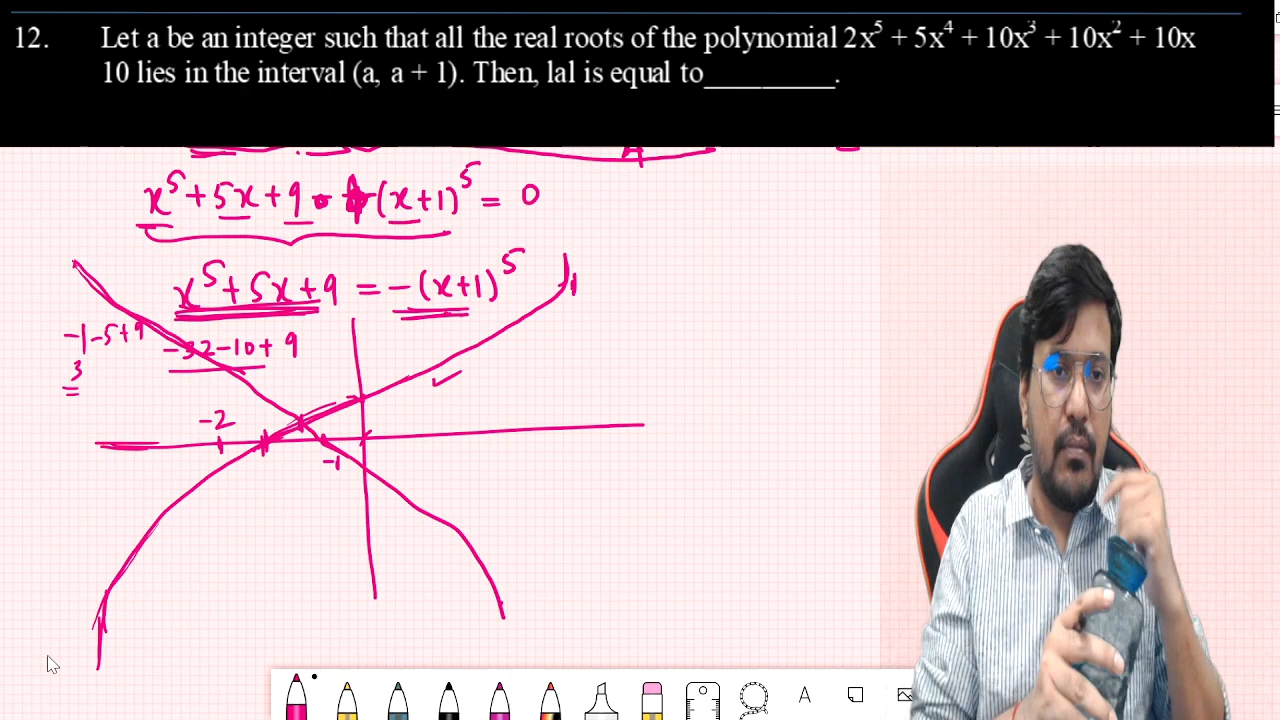 12. Let a be an integer such that all the real roots of the polynomial 2x⁵ + 5x⁴ + 10x³ + 10x² + 10x
10 lies in the interval (a, a + 1). Then, lal is equal to__________.
x⁵ + 5x + 9 (x+1)⁵ = 0
x⁵ + 5x + 9 = -(x+1)⁵
-1-5+9
-32-10+9
3
-2
-1
A